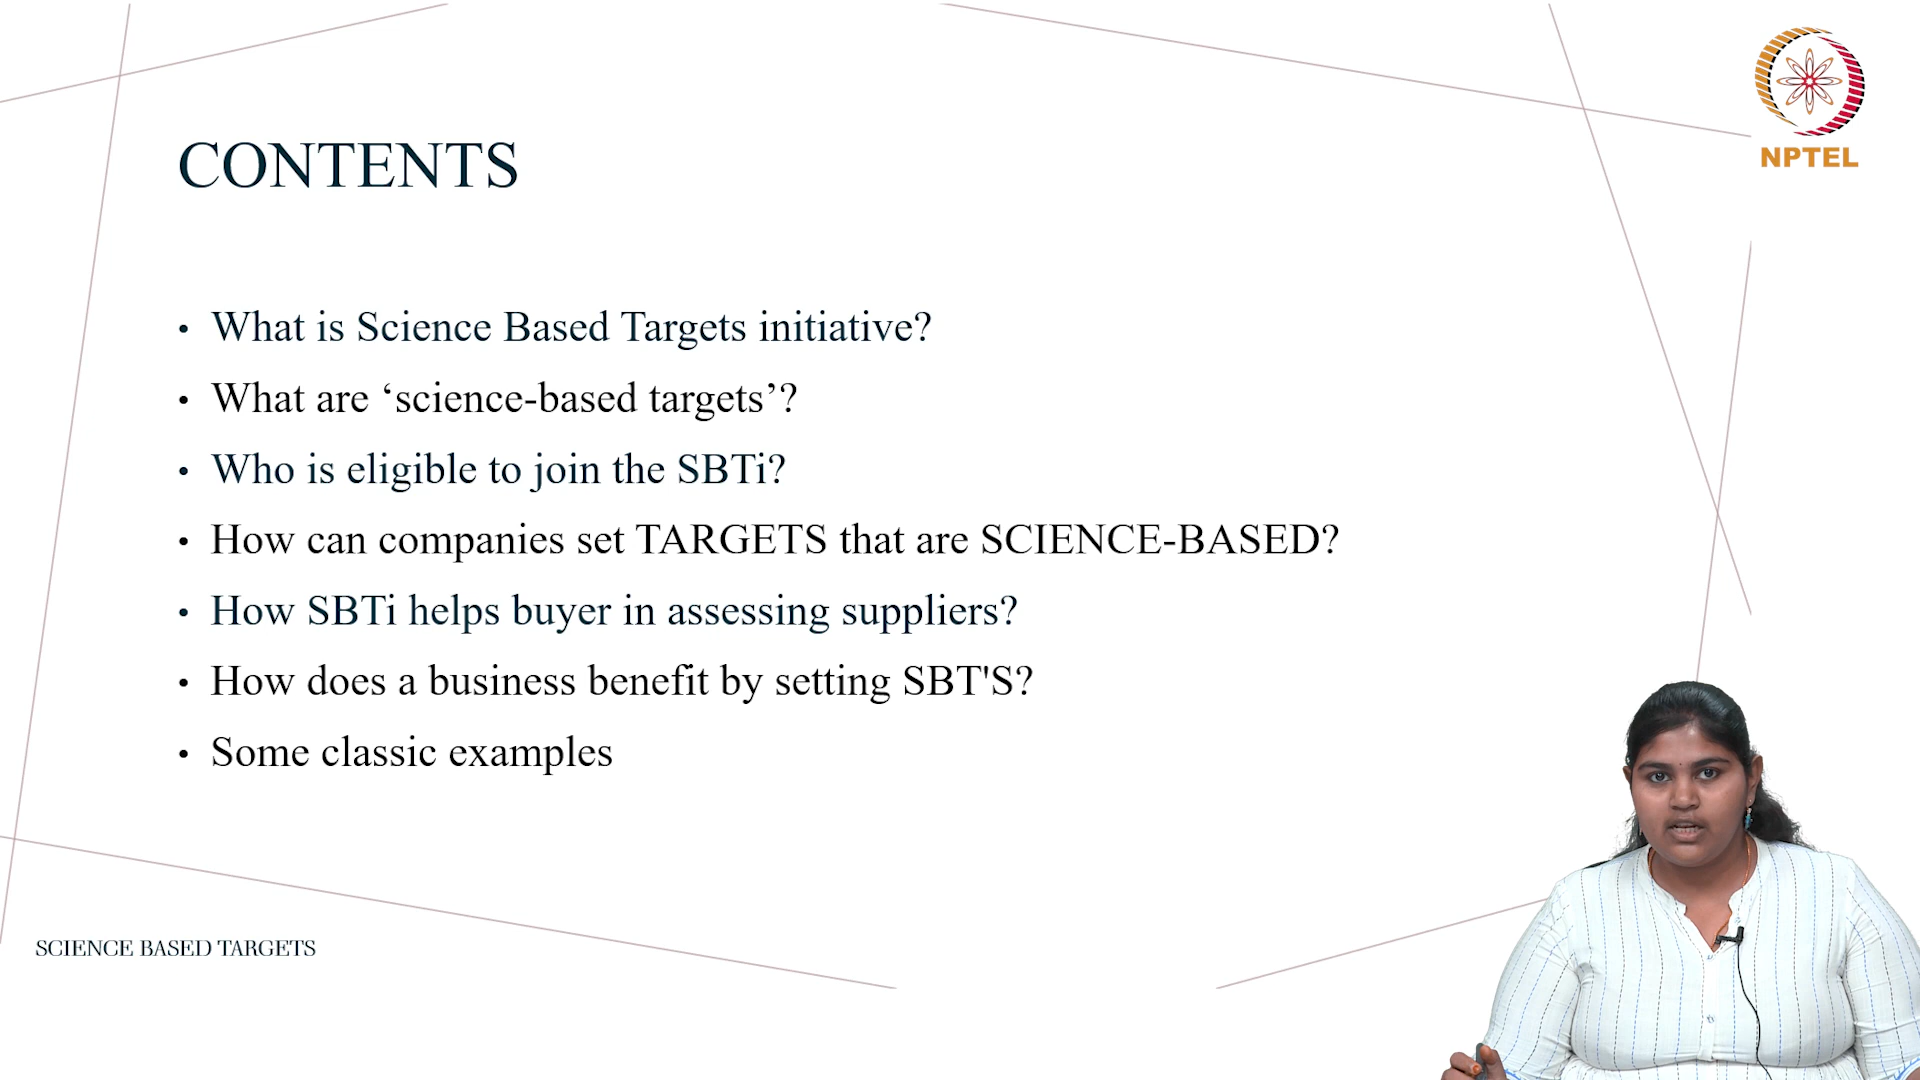 NPTEL
CONTENTS
• What is Science Based Targets initiative?
• What are ‘science-based targets’?
• Who is eligible to join the SBTi?
• How can companies set TARGETS that are SCIENCE-BASED?
• How SBTi helps buyer in assessing suppliers?
• How does a business benefit by setting SBT'S?
• Some classic examples
SCIENCE BASED TARGETS